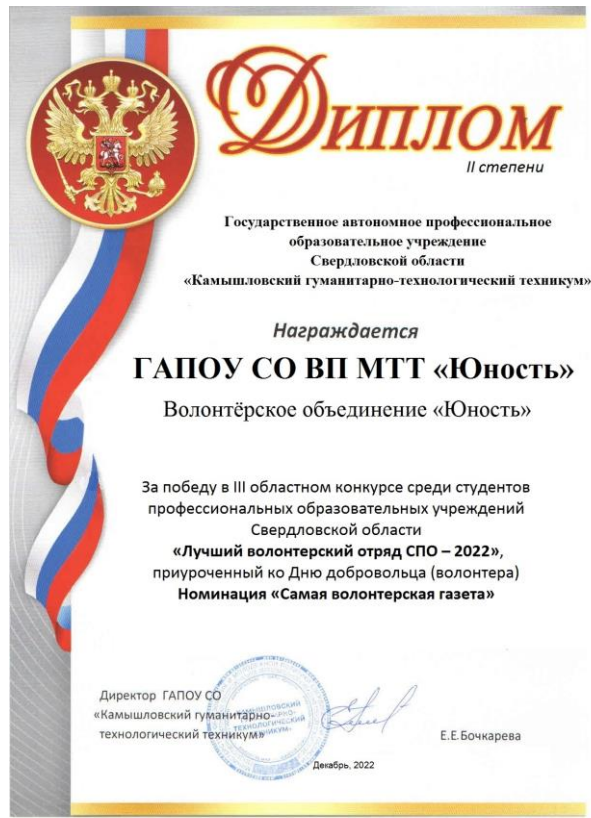 Диплом
II степени
Государственное автономное профессиональное
образовательное учреждение
Свердловской области
«Камышловский гуманитарно-технологический техникум»
Награждается
ГАПОУ СО ВП МТТ «Юность»
Волонтёрское объединение «Юность»
За победу в III областном конкурсе среди студентов
профессиональных образовательных учреждений
Свердловской области
«Лучший волонтерский отряд СПО – 2022»,
приуроченный ко Дню добровольца (волонтера)
Номинация «Самая волонтерская газета»
Директор ГАПОУ СО
«Камышловский гуманитарно-
технологический техникум»
Е.Е.Бочкарева
Декабрь, 2022